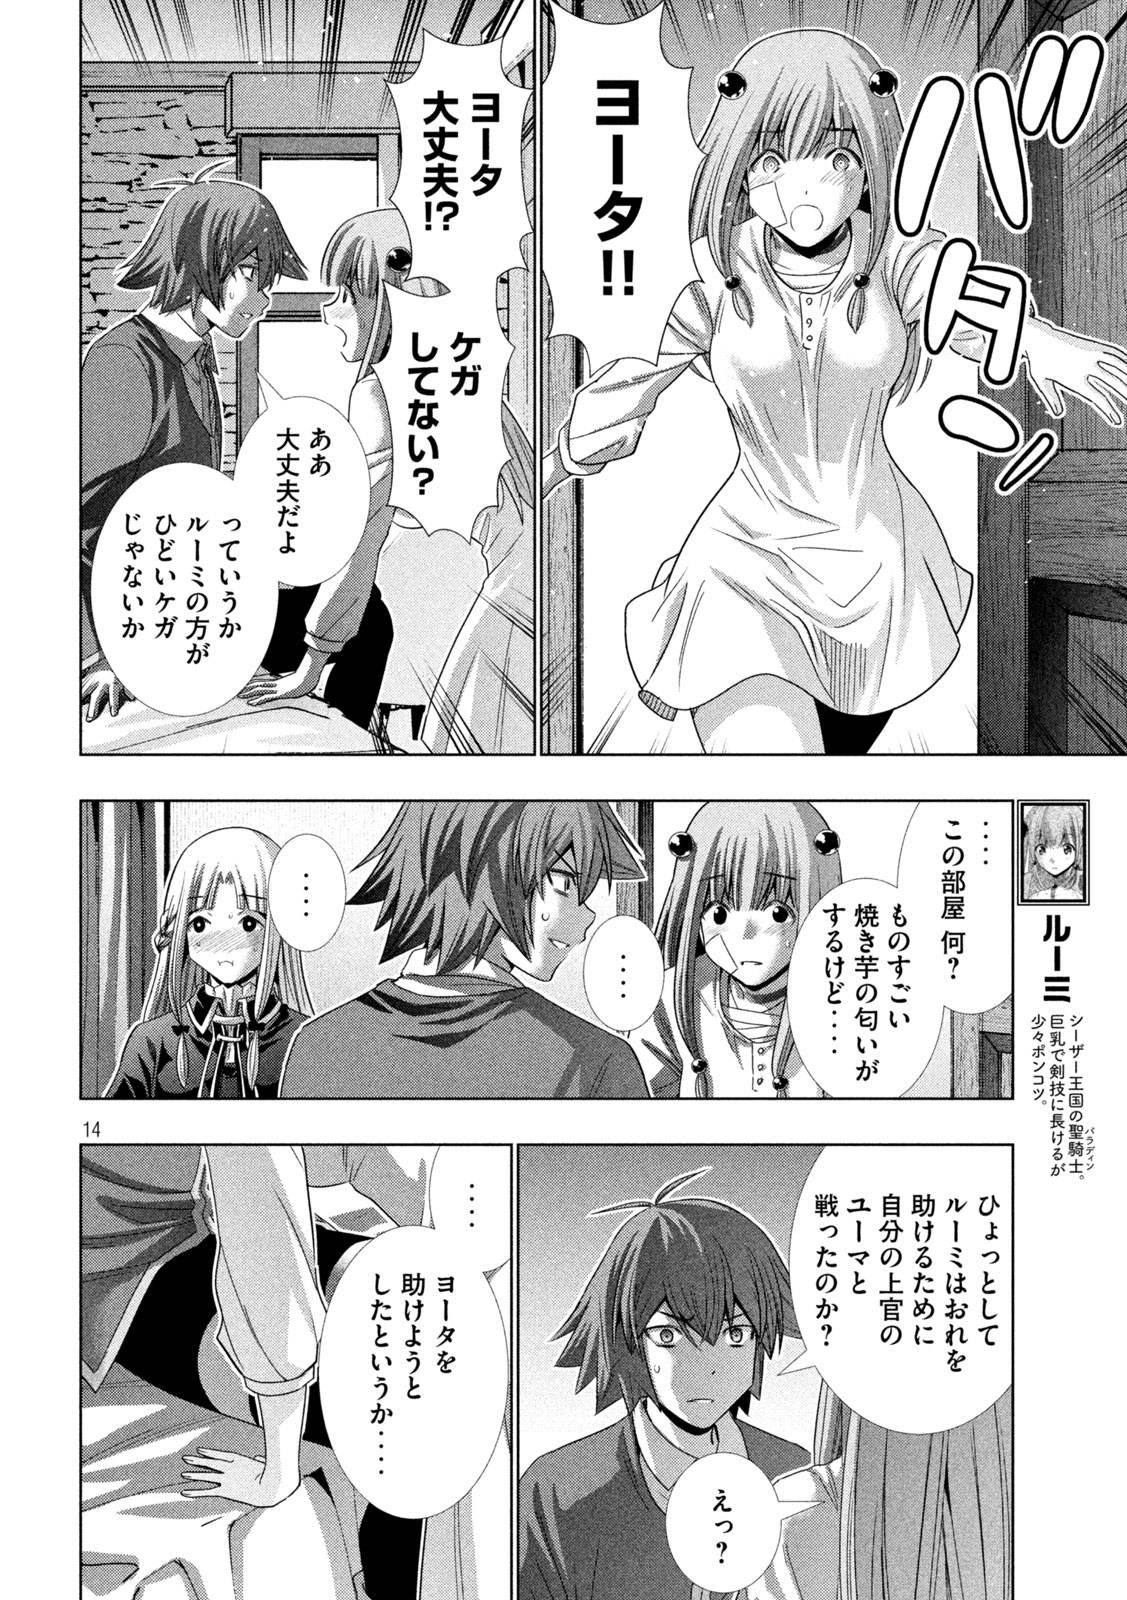 バタン
ヨータ!!
ヨータ
大丈夫!?
ケガ
してない?
ああ
大丈夫だよ
っていうか
ルーミの方が
ひどいケガ
じゃないか
‥‥
この部屋 何?
ものすごい
焼き芋の匂いが
するけど‥‥
‥‥
‥‥
ルーミ
シーザー王国の聖騎士。
パラディン
巨乳で剣技に長けるが
少々ポンコツ。
ひょっとして
ルーミはおれを
助けるために
自分の上官の
ユーマと
戦ったのか?
えっ?
‥‥
ヨータを
助けようと
したというか‥‥
14